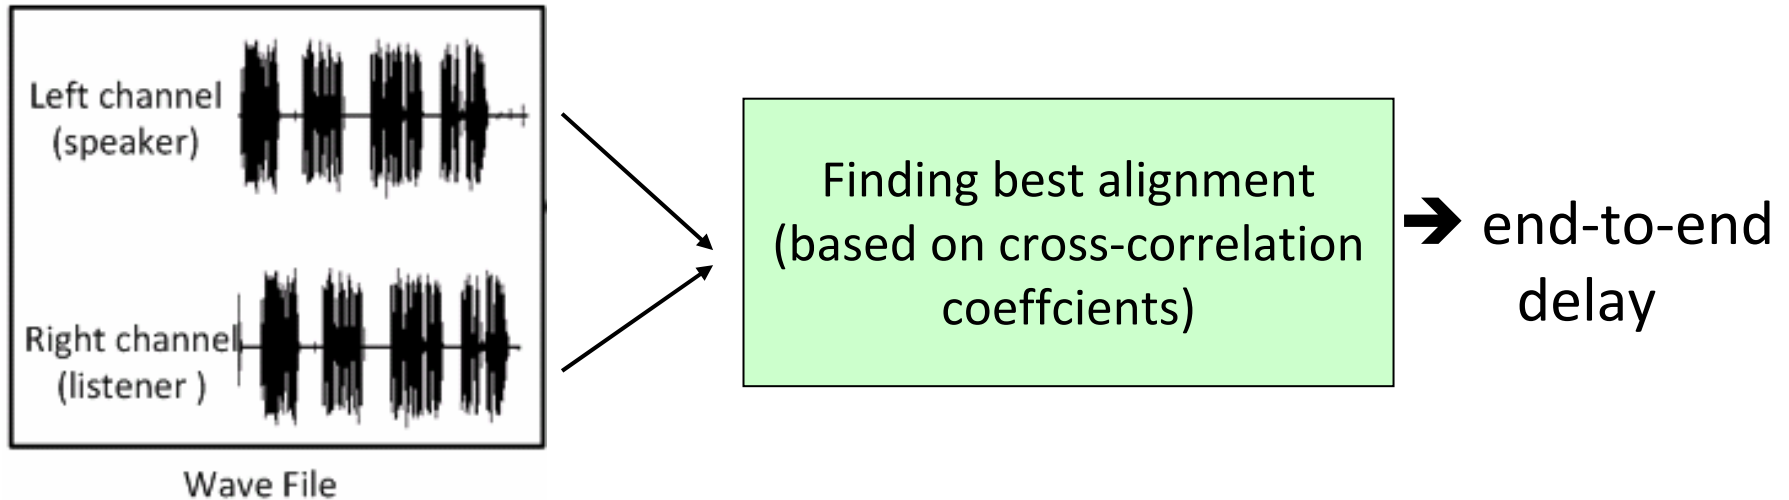 Left channel
(speaker)
Right channel
(listener )
Wave File
Finding best alignment
(based on cross-correlation
coeffcients)
➔ end-to-end
delay